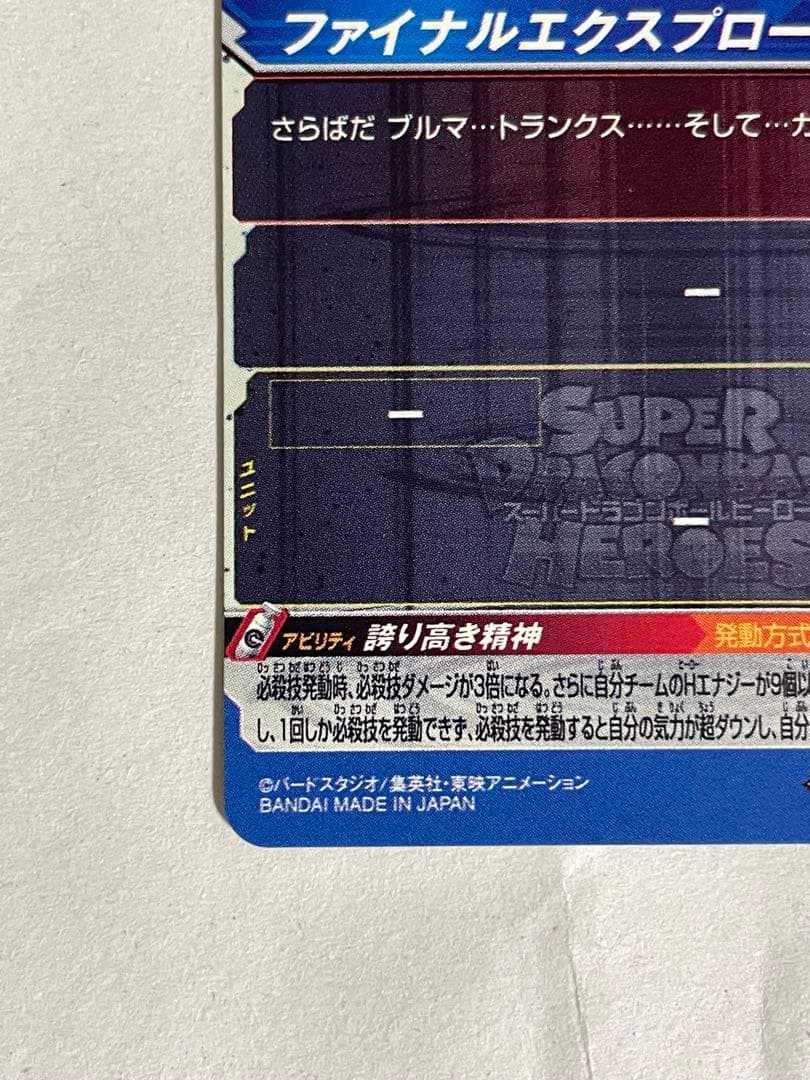 ファイナルエクスプロー
さらばだ ブルマ…トランクス……そして…カ
ー
ー
SUPER
DRAGONBA
スーパードラゴンボールヒーロー
HEROES
ー
ユニット
アビリティ 誇り高き精神 発動方式
必殺技発動時、必殺技ダメージが3倍になる。さらに自分チームのHエナジーが9個以
し、1回しか必殺技を発動できず、必殺技を発動すると自分の気力が超ダウンし、自分
©バードスタジオ/集英社・東映アニメーション
BANDAI MADE IN JAPAN